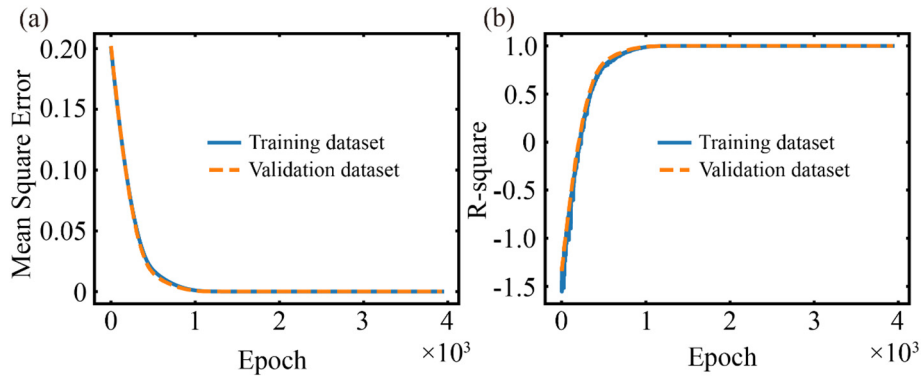 (a)
Mean Square Error
0.20
0.15
0.10
0.05
0
Training dataset
Validation dataset
0 1 2 3 4
×10³
Epoch
(b)
R-square
1.0
0.5
0
-0.5
-1.0
-1.5
Training dataset
Validation dataset
0 1 2 3 4
×10³
Epoch